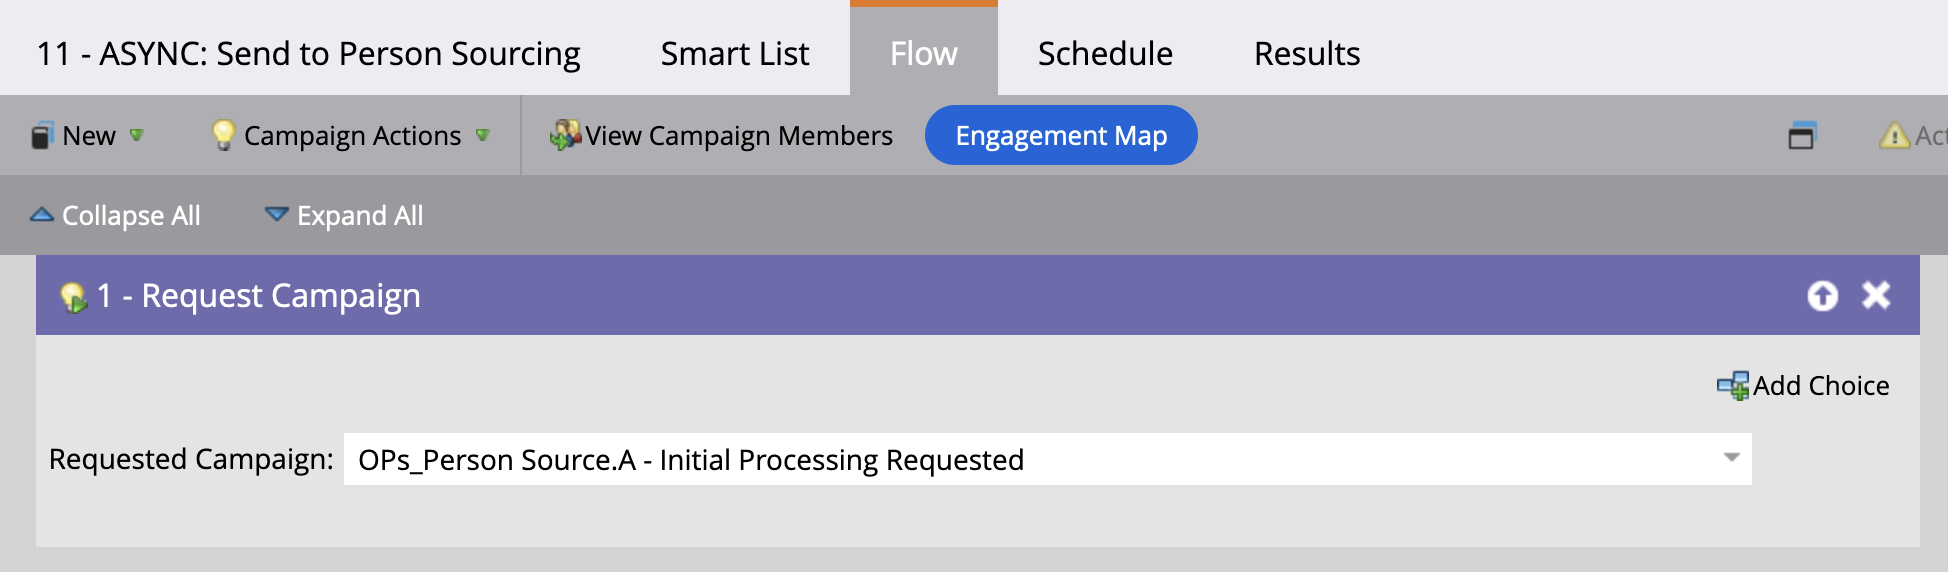 11 - ASYNC: Send to Person Sourcing Smart List Flow Schedule Results
New Campaign Actions View Campaign Members Engagement Map
Collapse All Expand All
1 - Request Campaign
Add Choice
Requested Campaign: OPs_Person Source.A - Initial Processing Requested